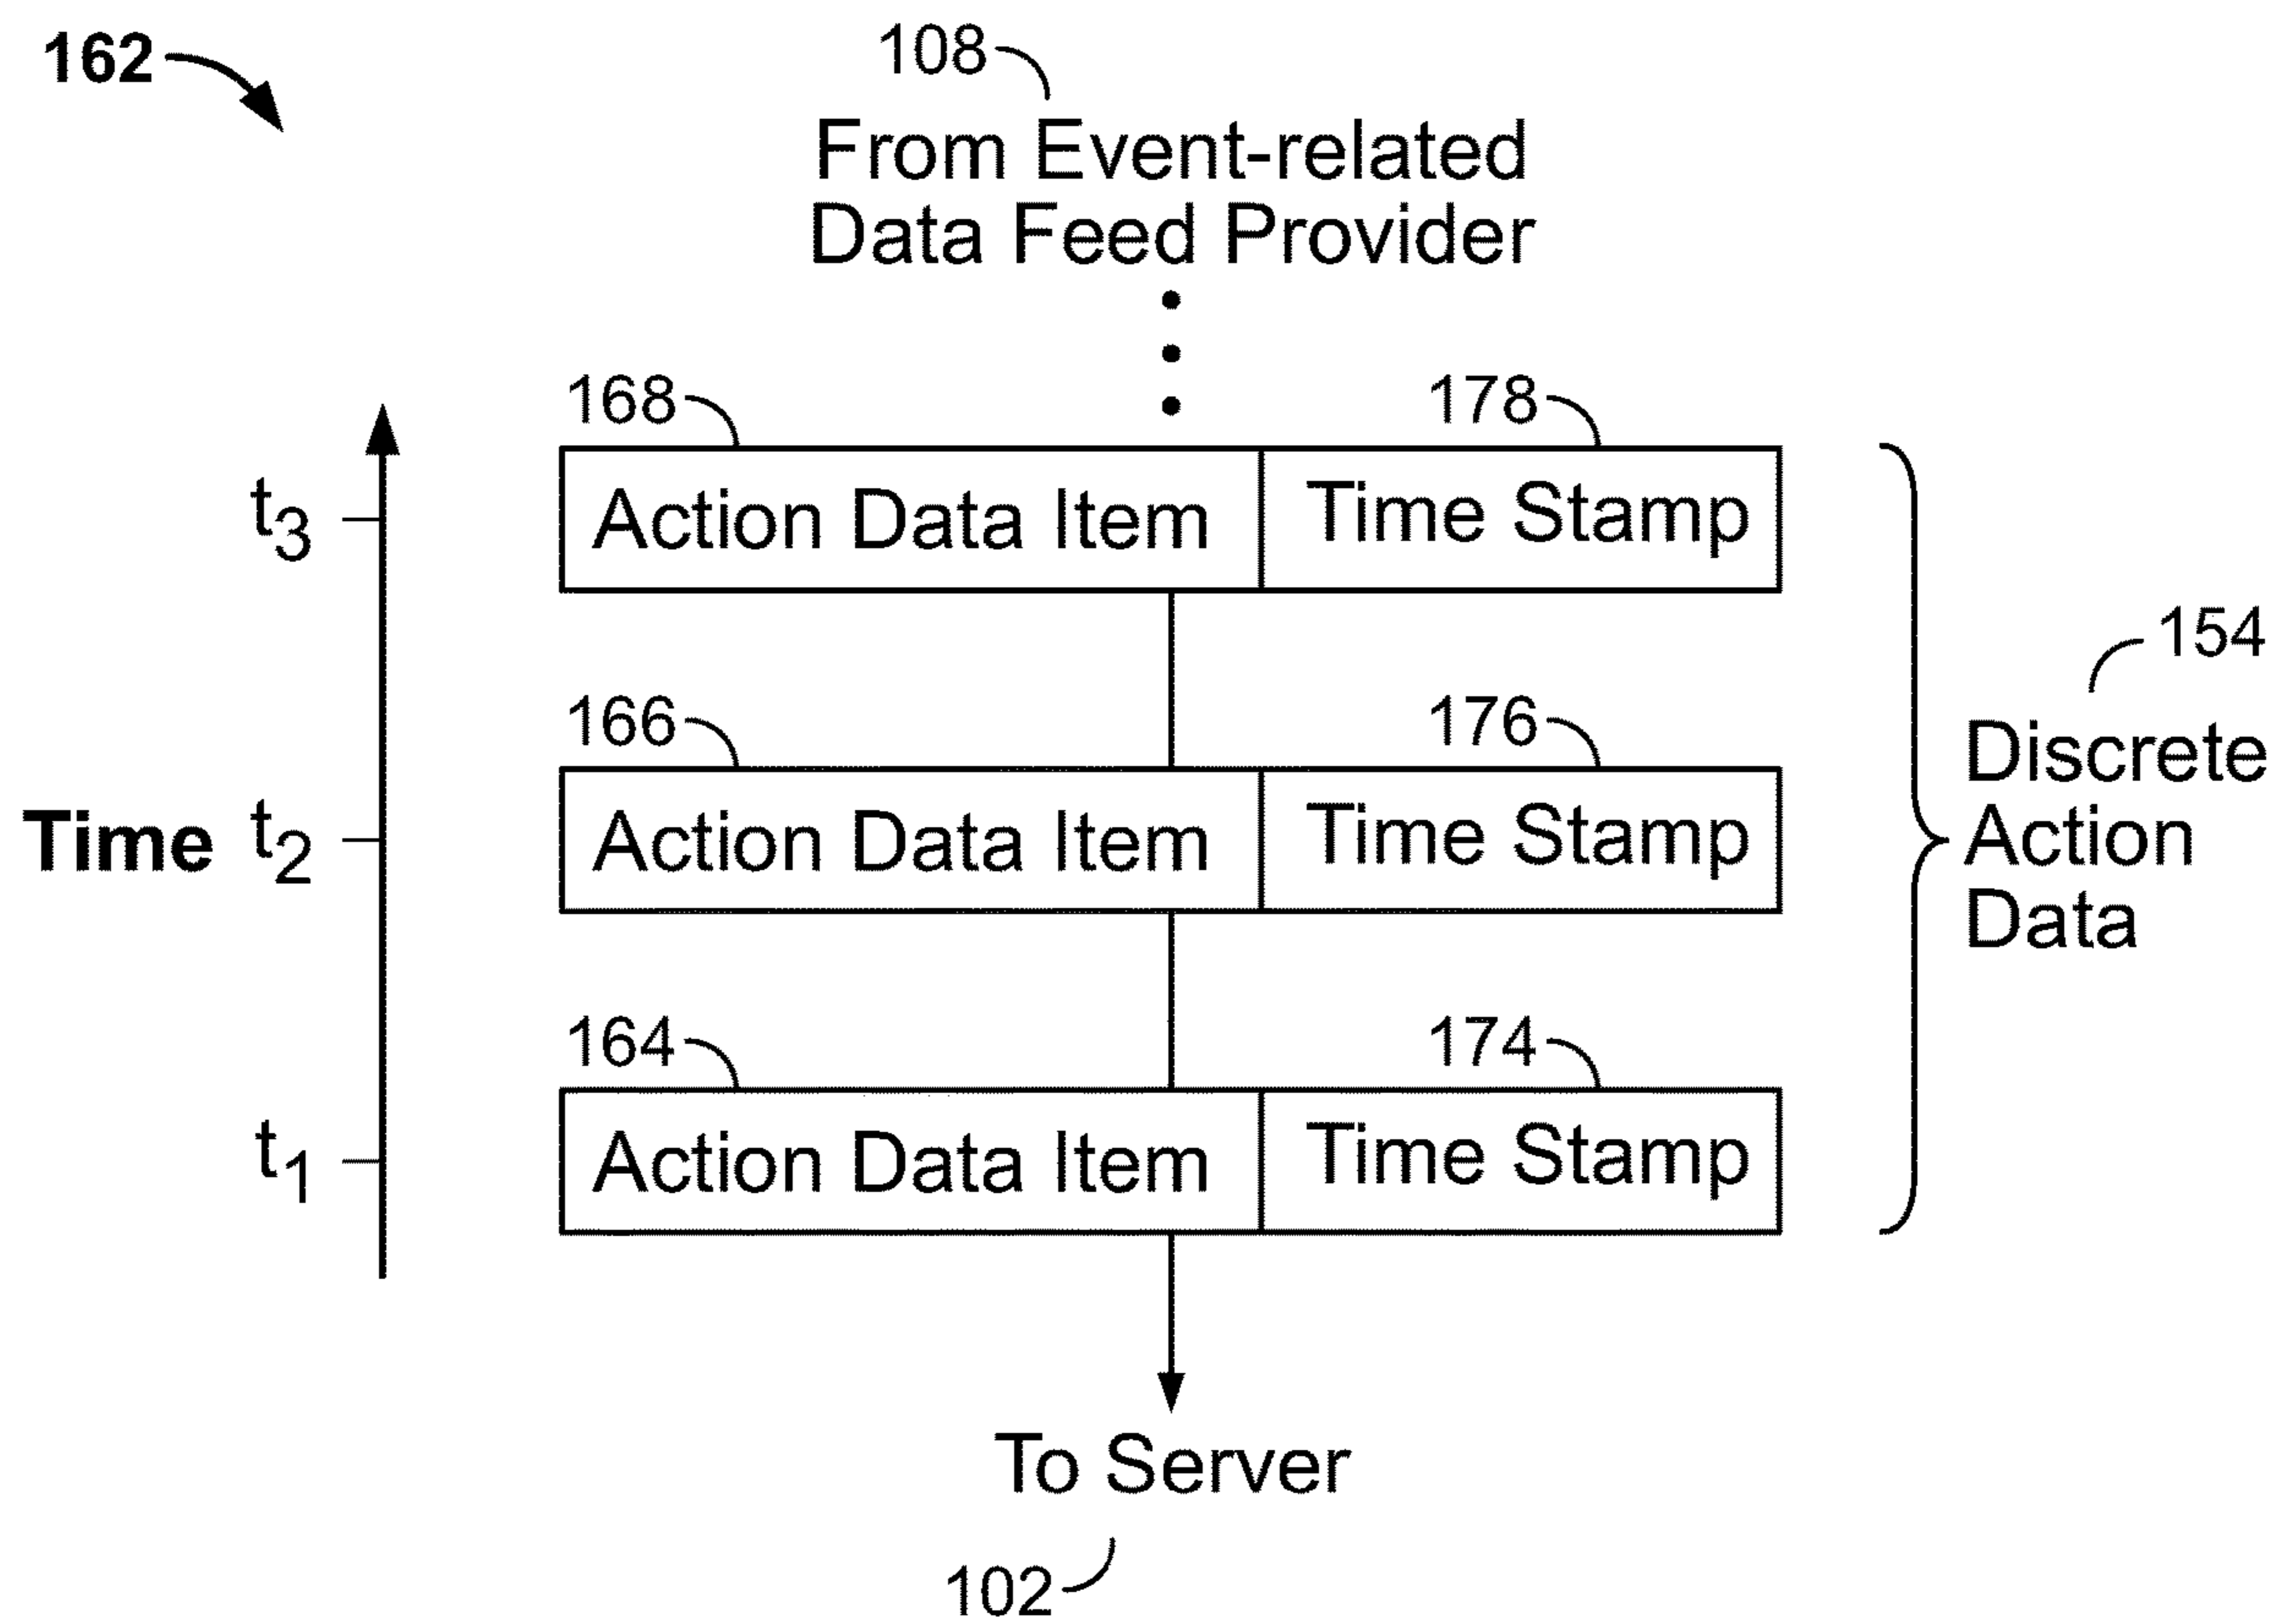 162
108
From Event-related
Data Feed Provider
168 178
t3 Action Data Item Time Stamp
154
166 176
Discrete
Time t2 Action Data Item Time Stamp Action
Data
164 174
t1 Action Data Item Time Stamp
To Server
102